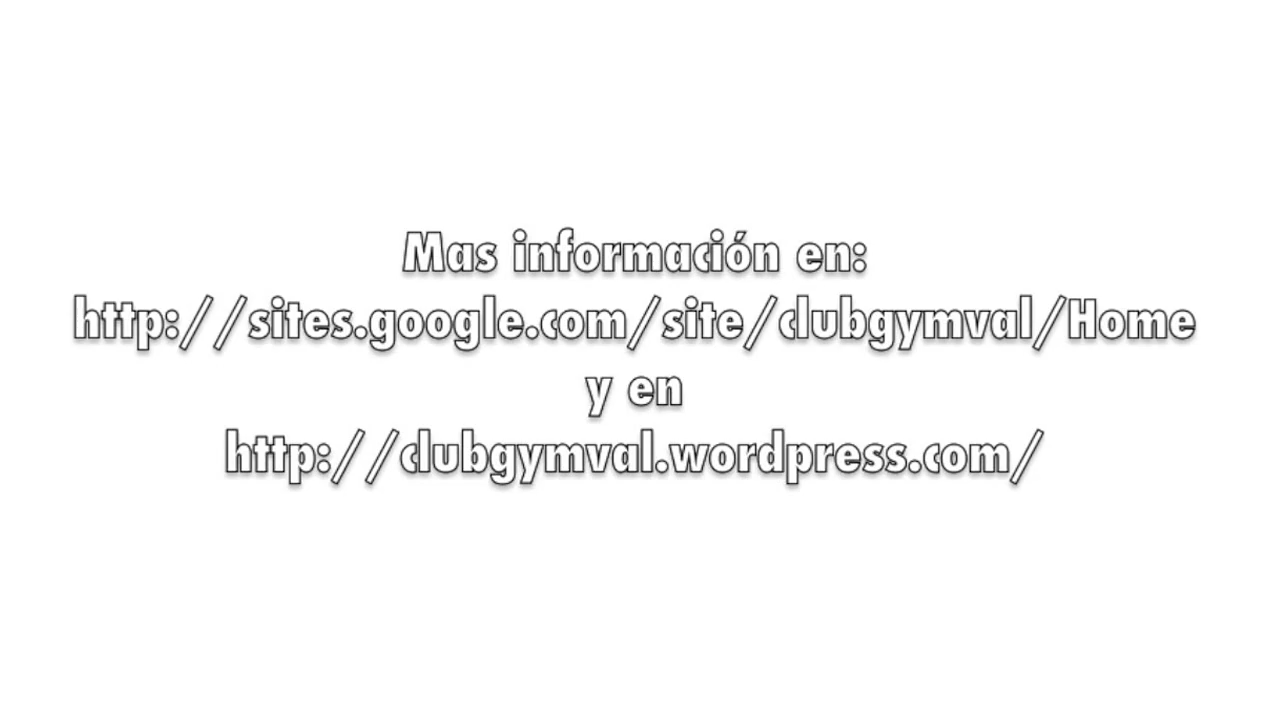 Mas información en:
http://sites.google.com/site/clubgymval/Home
y en
http://clubgymval.wordpress.com/